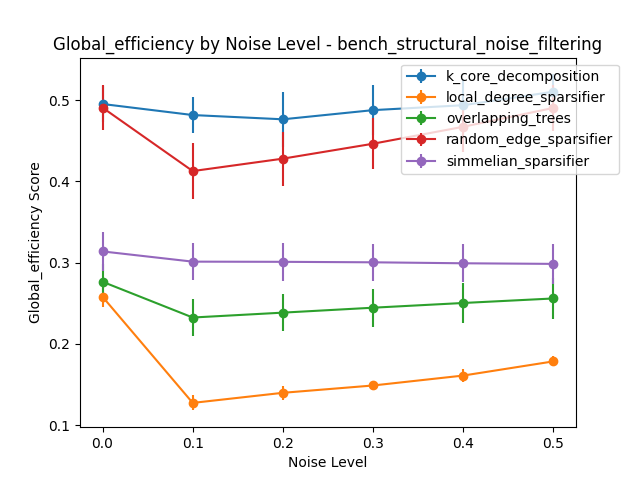 Global_efficiency by Noise Level - bench_structural_noise_filtering
k_core_decomposition
local_degree_sparsifier
overlapping_trees
random_edge_sparsifier
simmelian_sparsifier
Global_efficiency Score
0.5
0.4
0.3
0.2
0.1
0.0 0.1 0.2 0.3 0.4 0.5
Noise Level